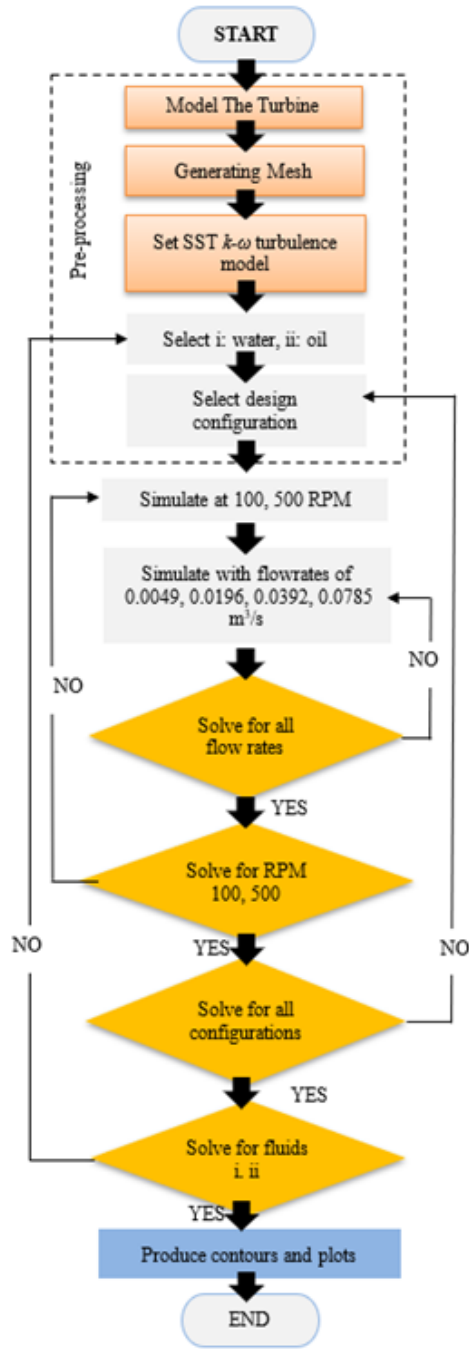 START
Model The Turbine
Generating Mesh
Pre-processing
Set SST k-ω turbulence
model
Select i: water, ii: oil
Select design
configuration
Simulate at 100, 500 RPM
Simulate with flowrates of
0.0049, 0.0196, 0.0392, 0.0785
m³/s
NO
NO
Solve for all
flow rates
YES
Solve for RPM
100, 500
NO
YES
NO
Solve for all
configurations
YES
Solve for fluids
i. ii
YES
Produce contours and plots
END